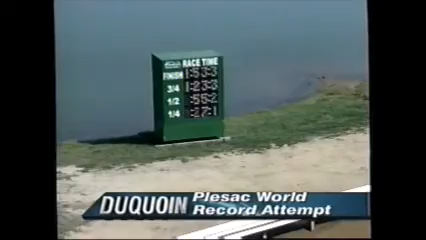 RACE TIME
FINISH 1:53:3
3/4 1:23:3
1/2 :55:2
1/4 :27:1
DUQUOIN Plesac World
Record Attempt